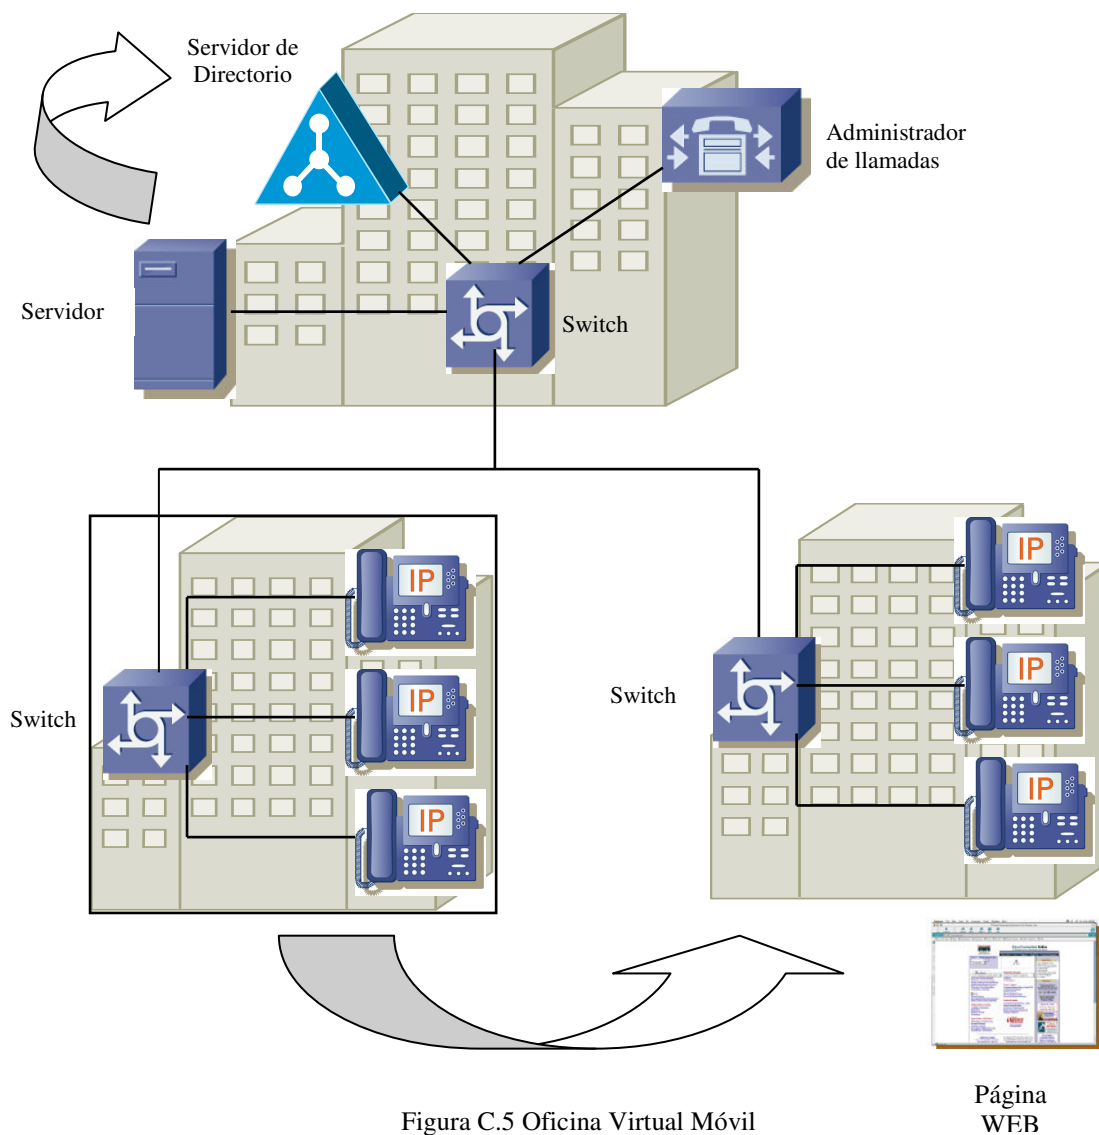 Servidor de
Directorio
Administrador
de llamadas
Servidor
Switch
IP
IP
IP
IP
IP
IP
Switch
Switch
Página
WEB
Figura C.5 Oficina Virtual Móvil